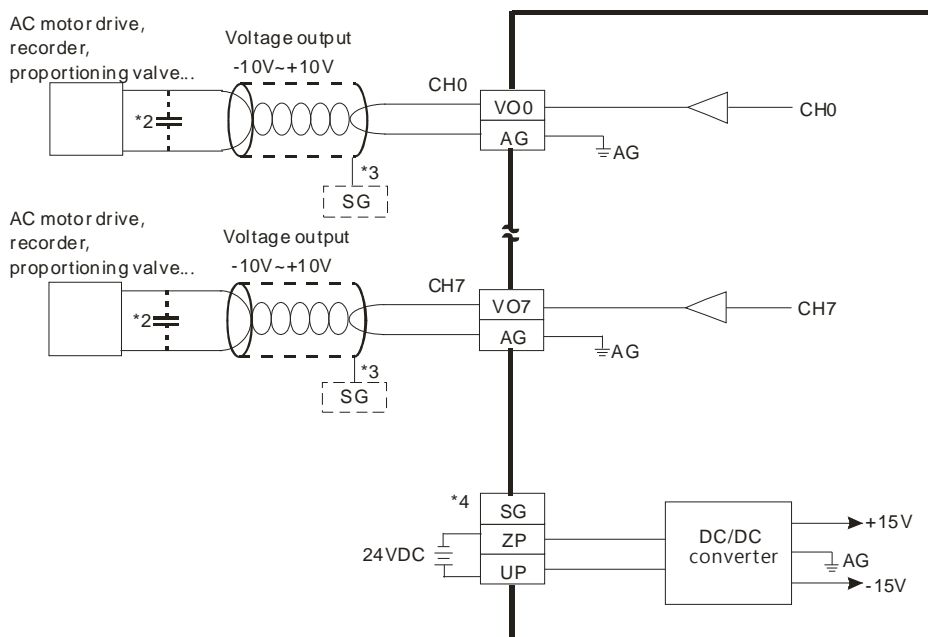 AC motor drive,
recorder,
proportioning valve...
Voltage output
-10V~+10V
*2
*3
SG
CH0
VO0
AG
AG
CH0
AC motor drive,
recorder,
proportioning valve...
Voltage output
-10V~+10V
*2
*3
SG
CH7
VO7
AG
AG
CH7
*4
SG
ZP
UP
24VDC
DC/DC
converter
+15V
AG
-15V